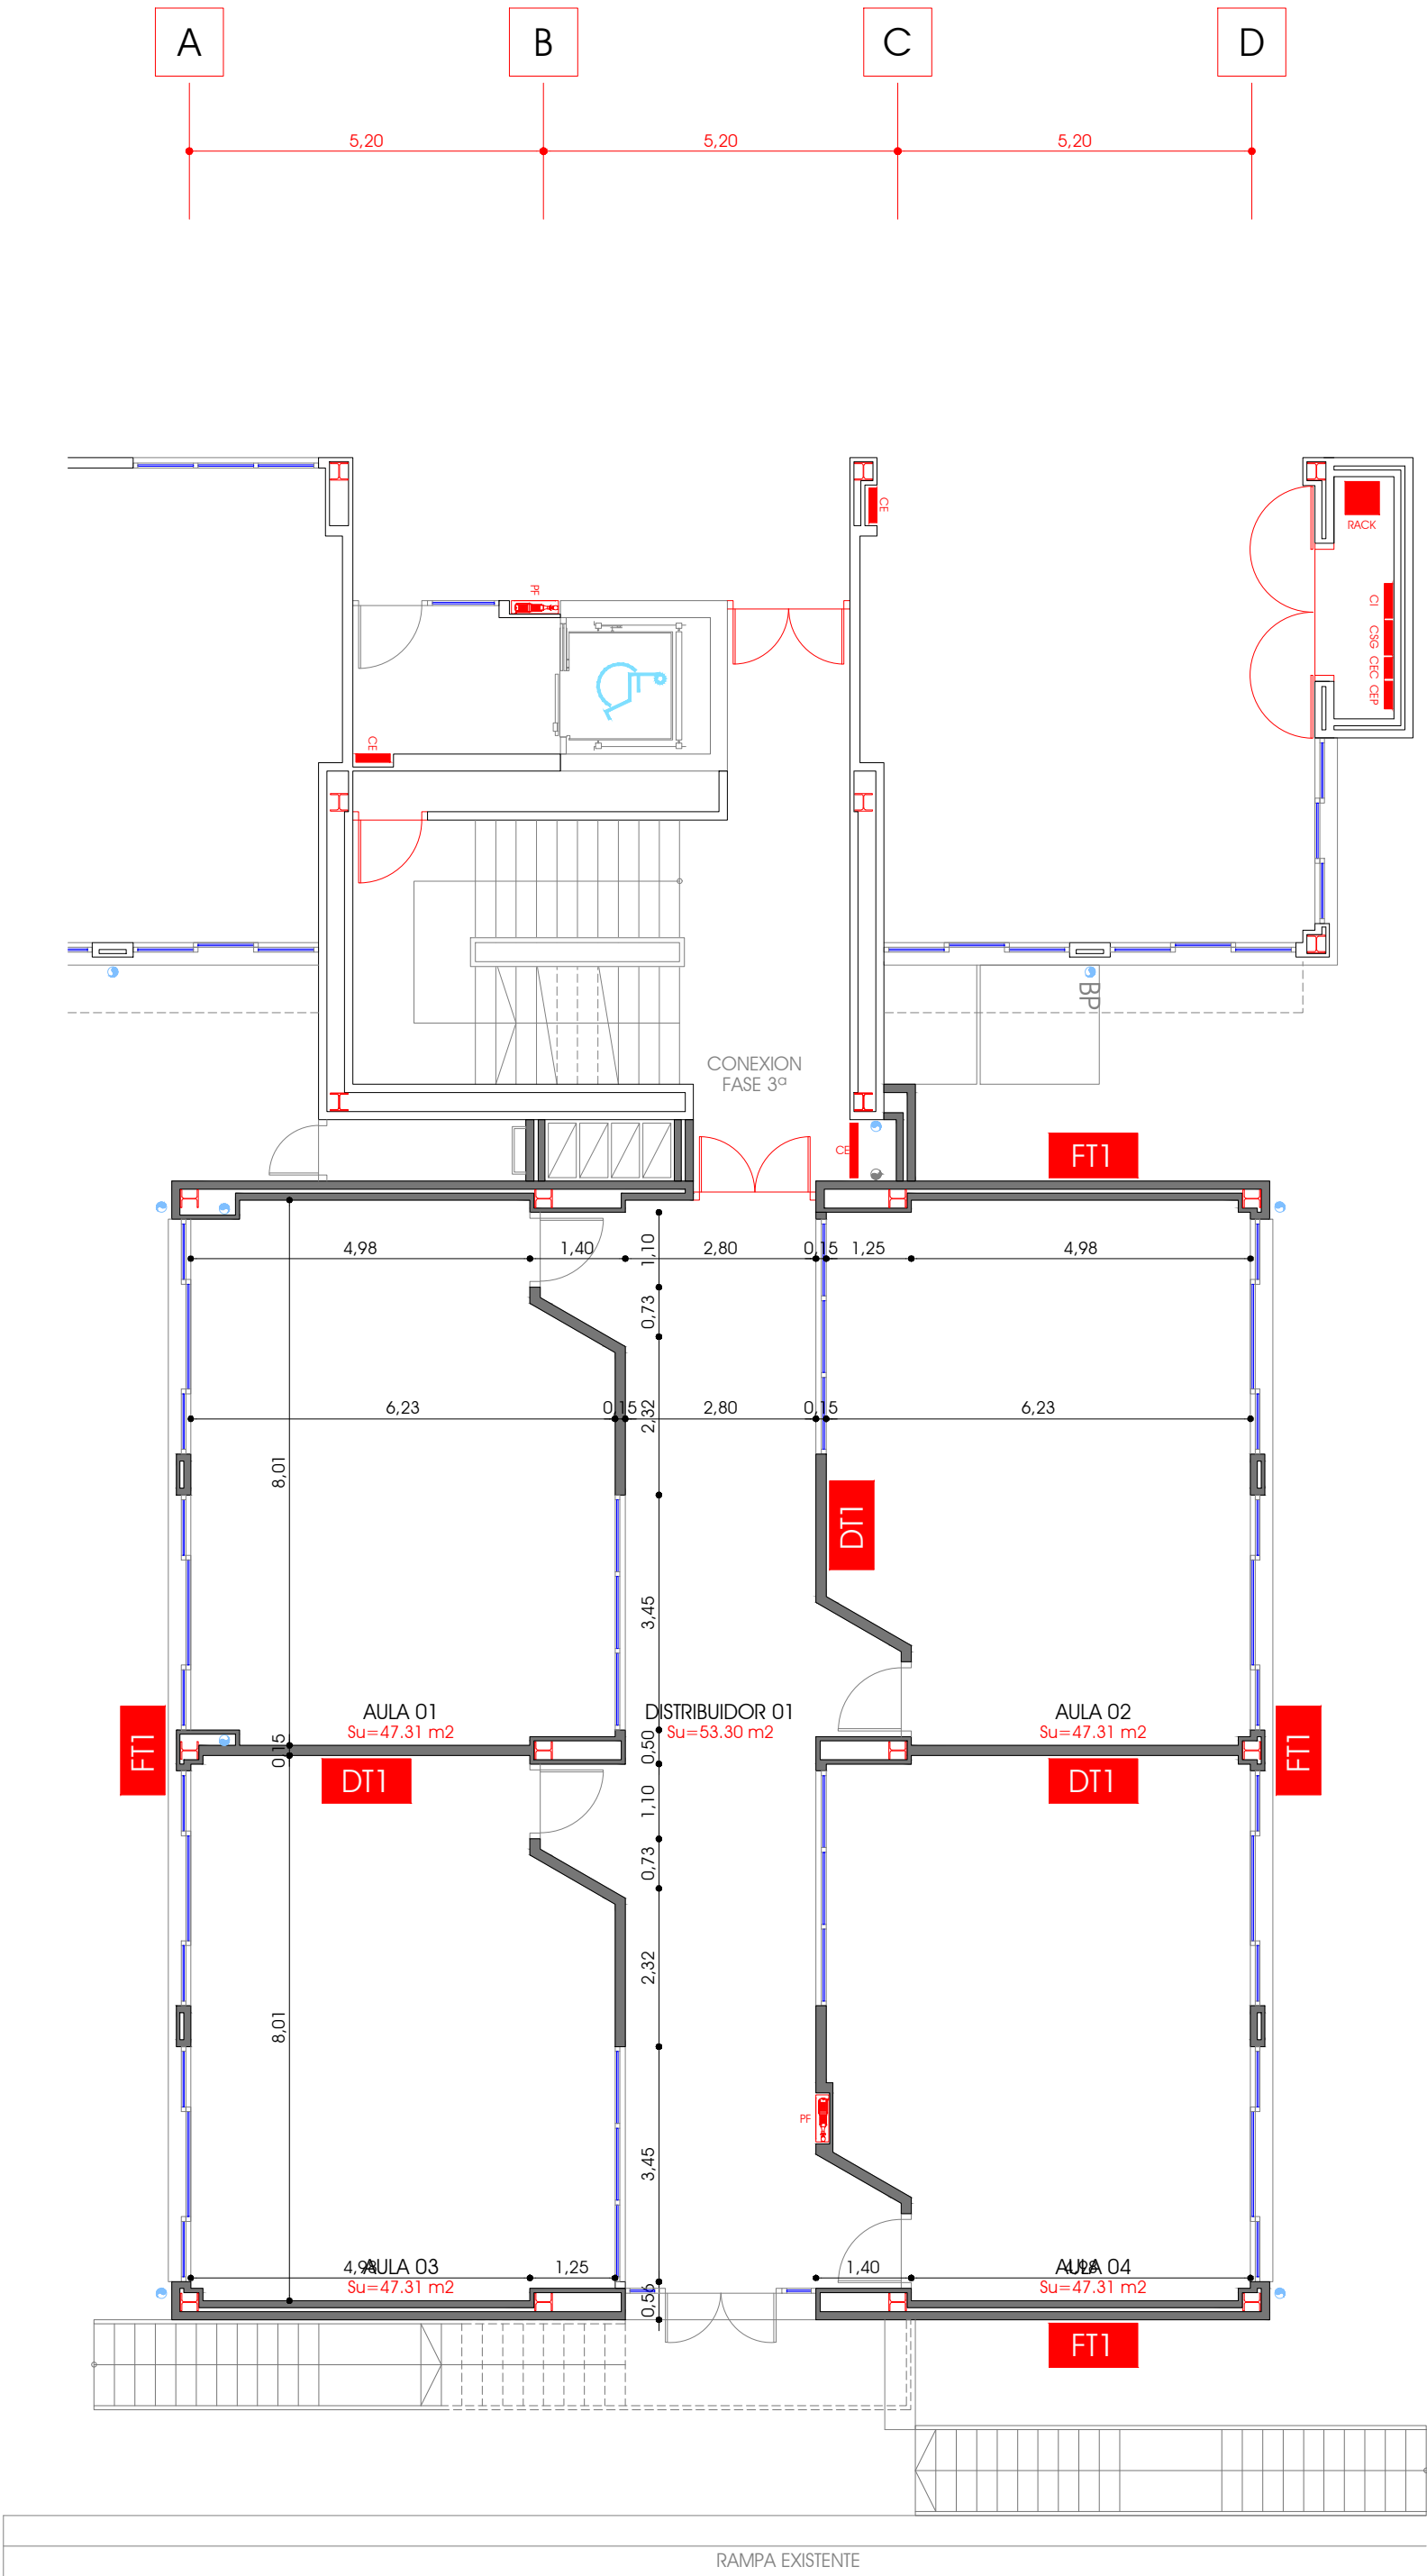 A
B
C
D
5,20
5,20
5,20
CE
RACK
PF
CI
CSG
CEC
CEP
CE
BP
CONEXION
FASE 3ª
CE
FT1
4,98
1,40
1,10
2,80
0,15
1,25
4,98
0,73
6,23
0,15
2,32
2,80
0,15
6,23
8,01
DT1
3,45
AULA 01
Su=47.31 m2
DISTRIBUIDOR 01
Su=53.30 m2
AULA 02
Su=47.31 m2
FT1
0,15
0,50
FT1
DT1
DT1
1,10
0,73
2,32
8,01
PF
3,45
4,98
AULA 03
Su=47.31 m2
1,25
1,40
4,98
AULA 04
Su=47.31 m2
0,56
FT1
RAMPA EXISTENTE